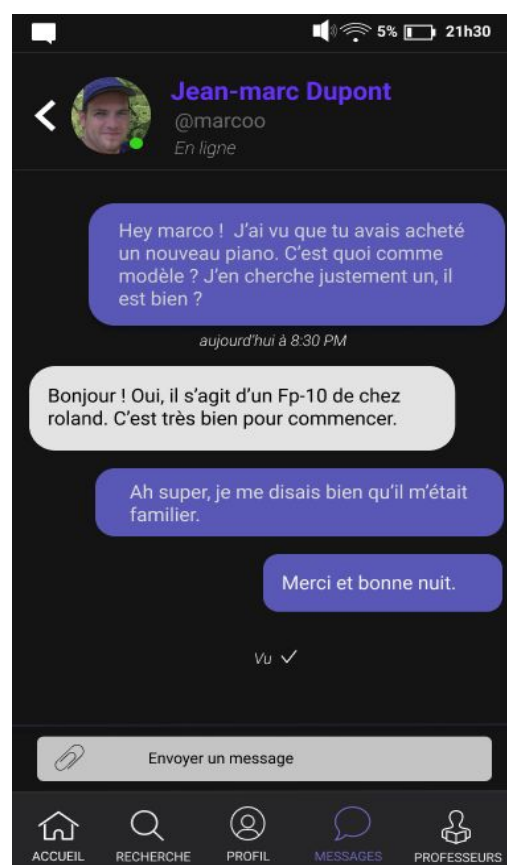 5% 21h30
Jean-marc Dupont
@marcoo
En ligne
Hey marco ! J'ai vu que tu avais acheté
un nouveau piano. C'est quoi comme
modèle ? J'en cherche justement un, il
est bien ?
aujourd'hui à 8:30 PM
Bonjour ! Oui, il s'agit d'un Fp-10 de chez
roland. C'est très bien pour commencer.
Ah super, je me disais bien qu'il m'était
familier.
Merci et bonne nuit.
Vu
Envoyer un message
ACCUEIL RECHERCHE PROFIL MESSAGES PROFESSEURS